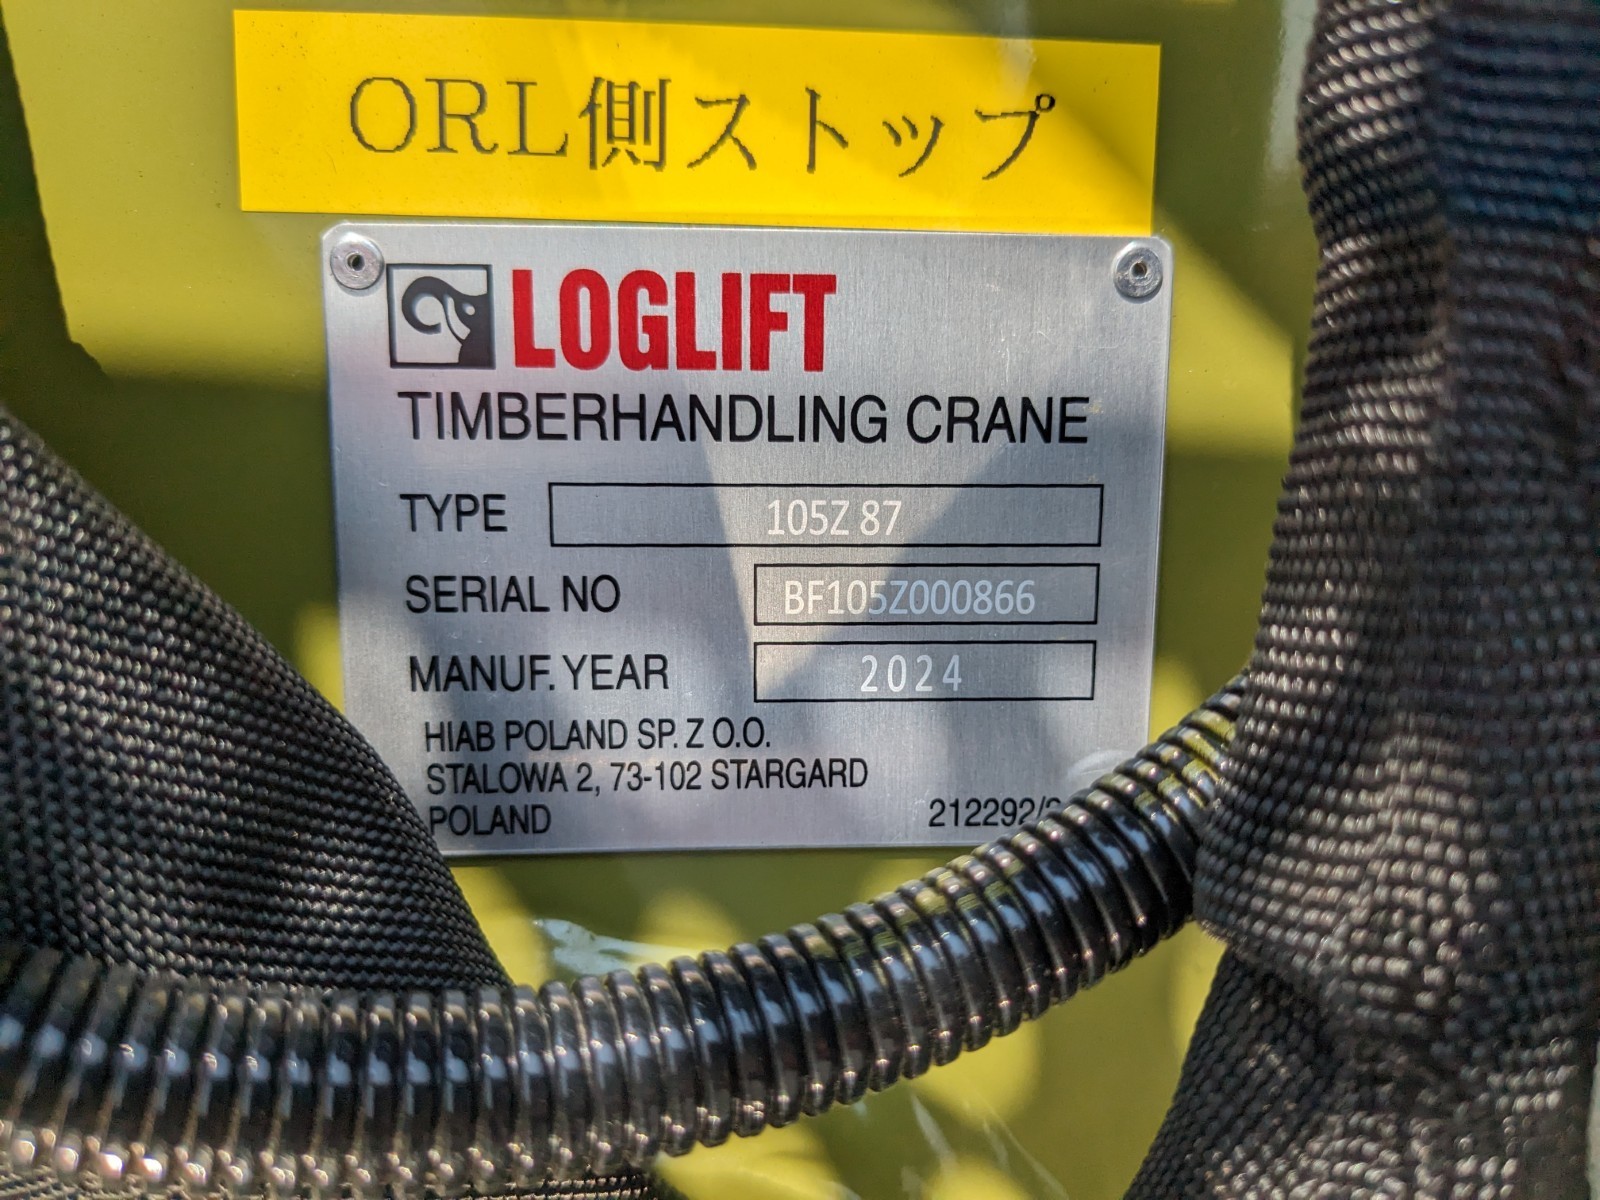 ORL側ストップ
LOGLIFT
TIMBERHANDLING CRANE
TYPE 105Z 87
SERIAL NO BF105Z000866
MANUF. YEAR 2024
HIAB POLAND SP. Z O.O.
STALOWA 2, 73-102 STARGARD
POLAND 212292/